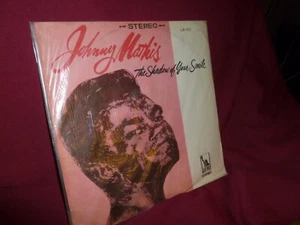 STEREO
Johnny Mathis
The Shadow of Your Smile